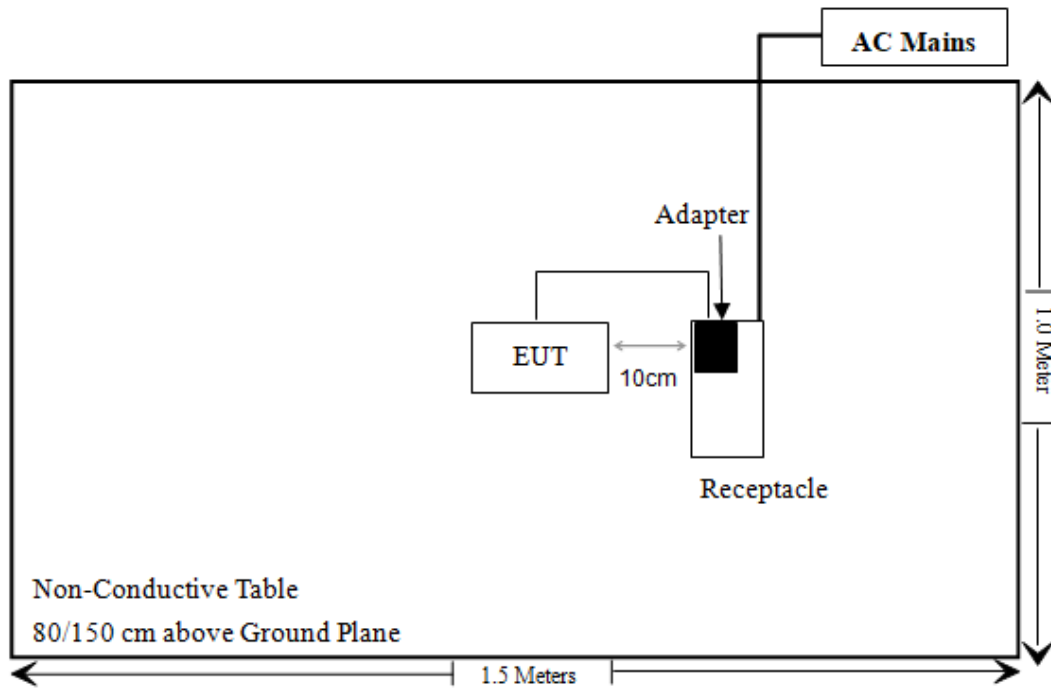 AC Mains
Adapter
EUT
10cm
1.0 Meter
Receptacle
Non-Conductive Table
80/150 cm above Ground Plane
1.5 Meters